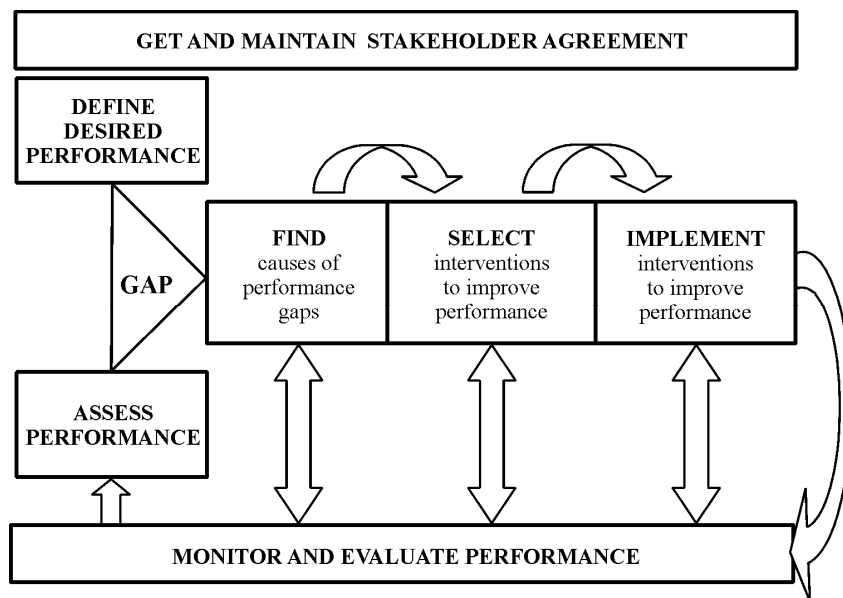 GET AND MAINTAIN STAKEHOLDER AGREEMENT
DEFINE
DESIRED
PERFORMANCE
GAP
FIND
causes of
performance
gaps
SELECT
interventions
to improve
performance
IMPLEMENT
interventions
to improve
performance
ASSESS
PERFORMANCE
MONITOR AND EVALUATE PERFORMANCE